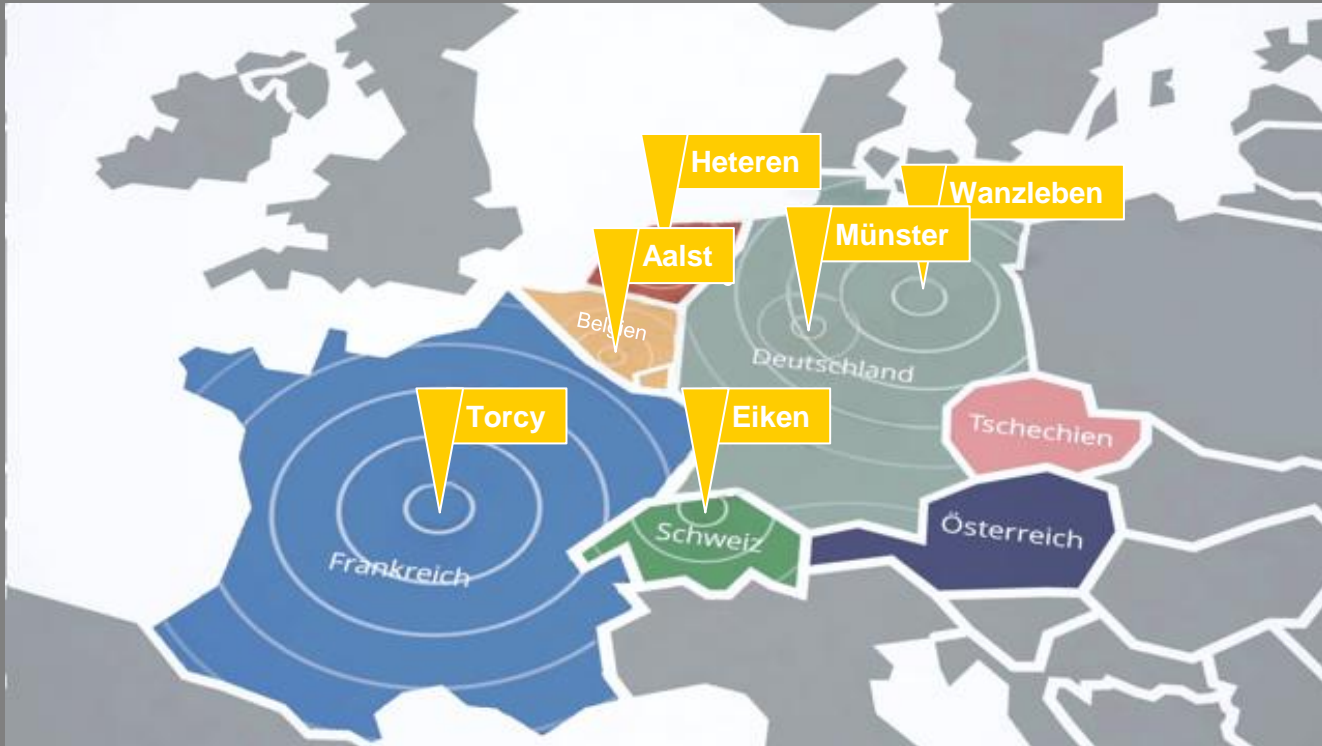 Heteren
Wanzleben
Münster
Aalst
Belgien
Deutschland
Torcy
Eiken
Tschechien
Schweiz
Österreich
Frankreich